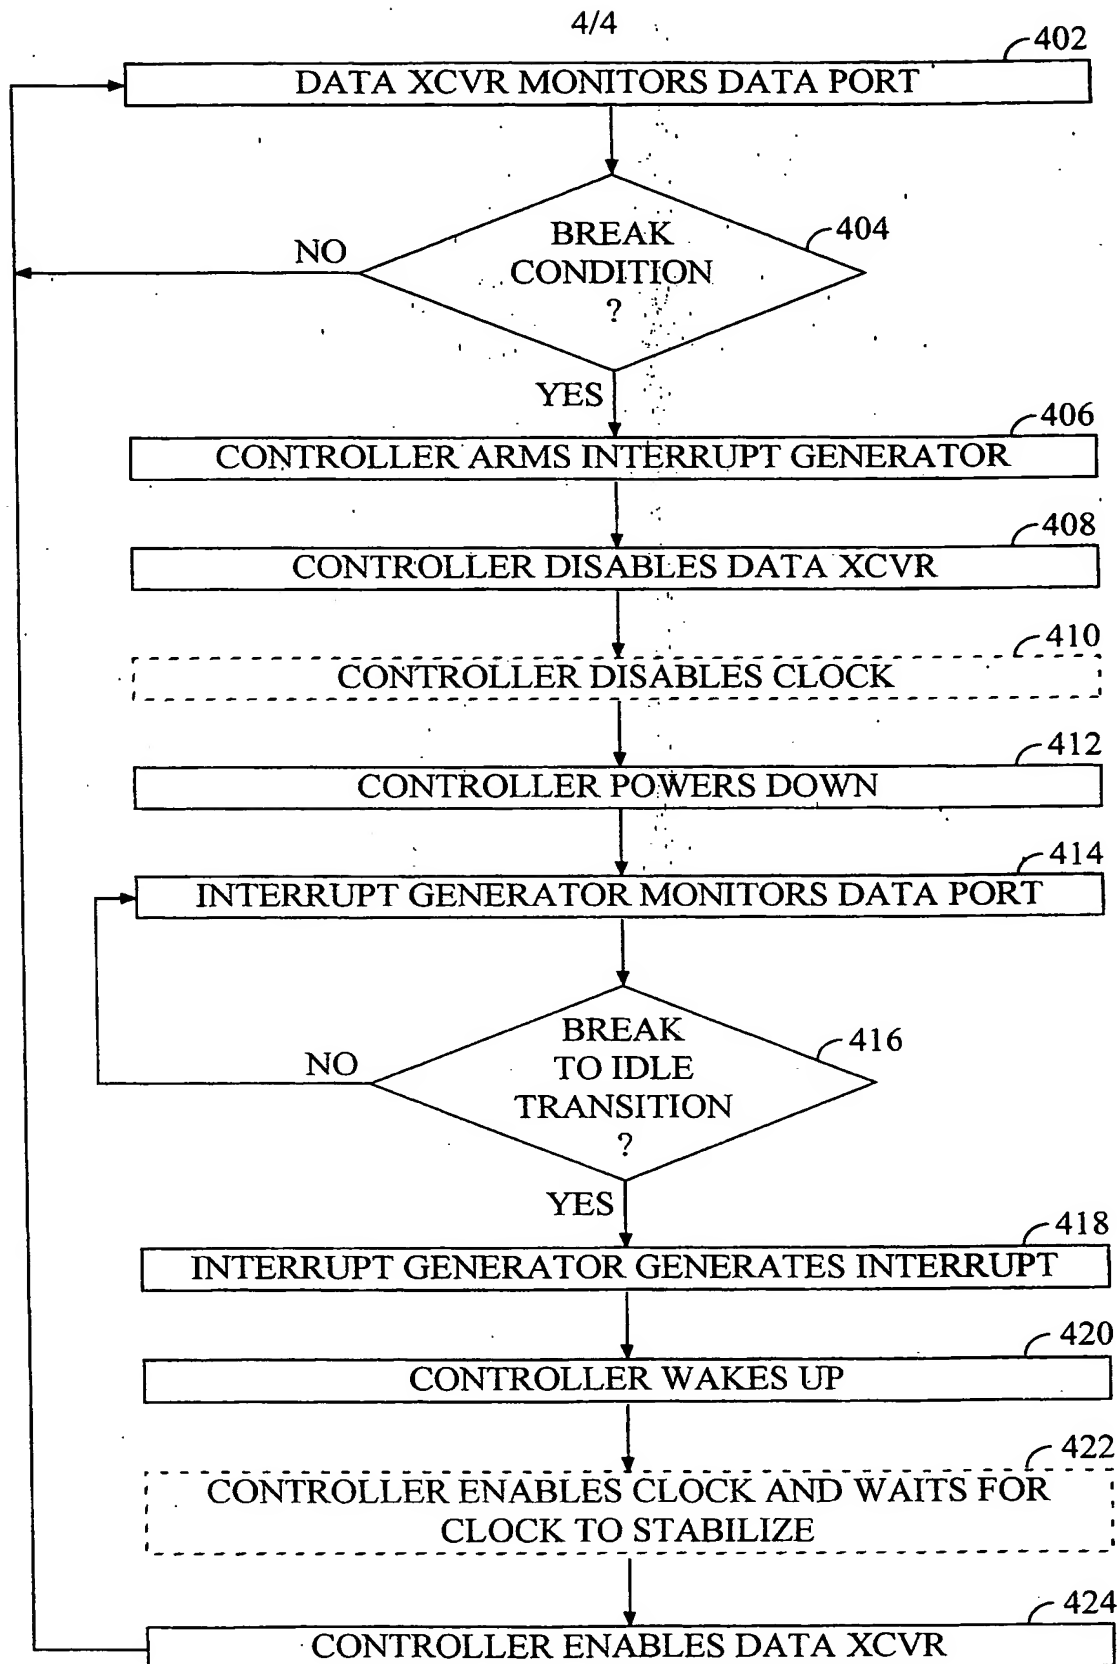 4/4
402
DATA XCVR MONITORS DATA PORT
404
BREAK
CONDITION
?
NO
YES
406
CONTROLLER ARMS INTERRUPT GENERATOR
408
CONTROLLER DISABLES DATA XCVR
410
CONTROLLER DISABLES CLOCK
412
CONTROLLER POWERS DOWN
414
INTERRUPT GENERATOR MONITORS DATA PORT
416
BREAK
TO IDLE
TRANSITION
?
NO
YES
418
INTERRUPT GENERATOR GENERATES INTERRUPT
420
CONTROLLER WAKES UP
422
CONTROLLER ENABLES CLOCK AND WAITS FOR
CLOCK TO STABILIZE
424
CONTROLLER ENABLES DATA XCVR